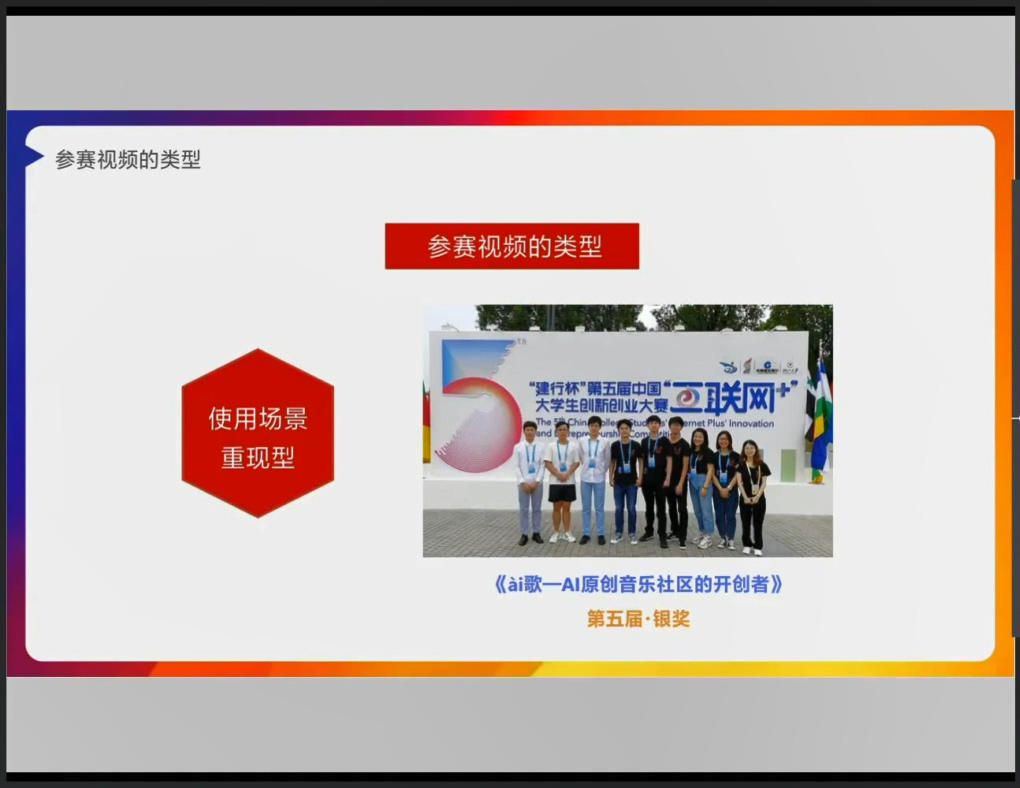 参赛视频的类型
参赛视频的类型
使用场景
重现型
5th
"建行杯"第五届中国"互联网+"
大学生创新创业大赛
The 5th China College Students' Internet Plus' Innovation
and Entrepreneurship Competition
《ài歌—AI原创音乐社区的开创者》
第五届·银奖